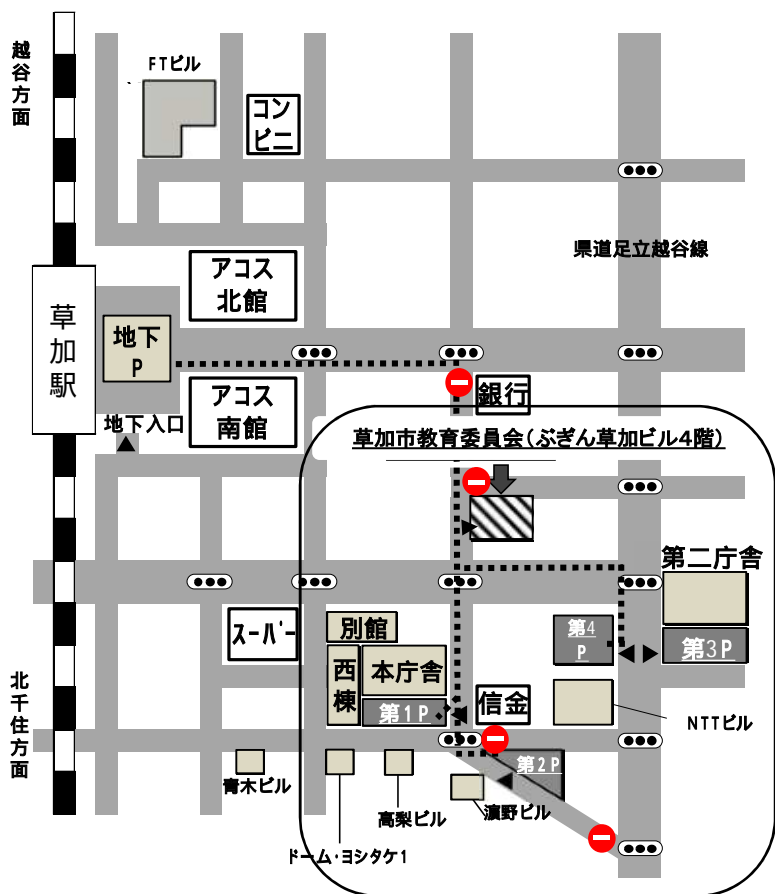 越谷方面
FTビル
コン
ビニ
県道足立越谷線
アコス
北館
草加駅
地下
P
アコス
南館
地下入口
銀行
草加市教育委員会(ぶぎん草加ビル4階)
第二庁舎
スーパー
別館
西棟
本庁舎
第1P
信金
第4
P
第3P
NTTビル
北千住方面
第2P
青木ビル
高梨ビル
濵野ビル
ドーム・ヨシタケ1